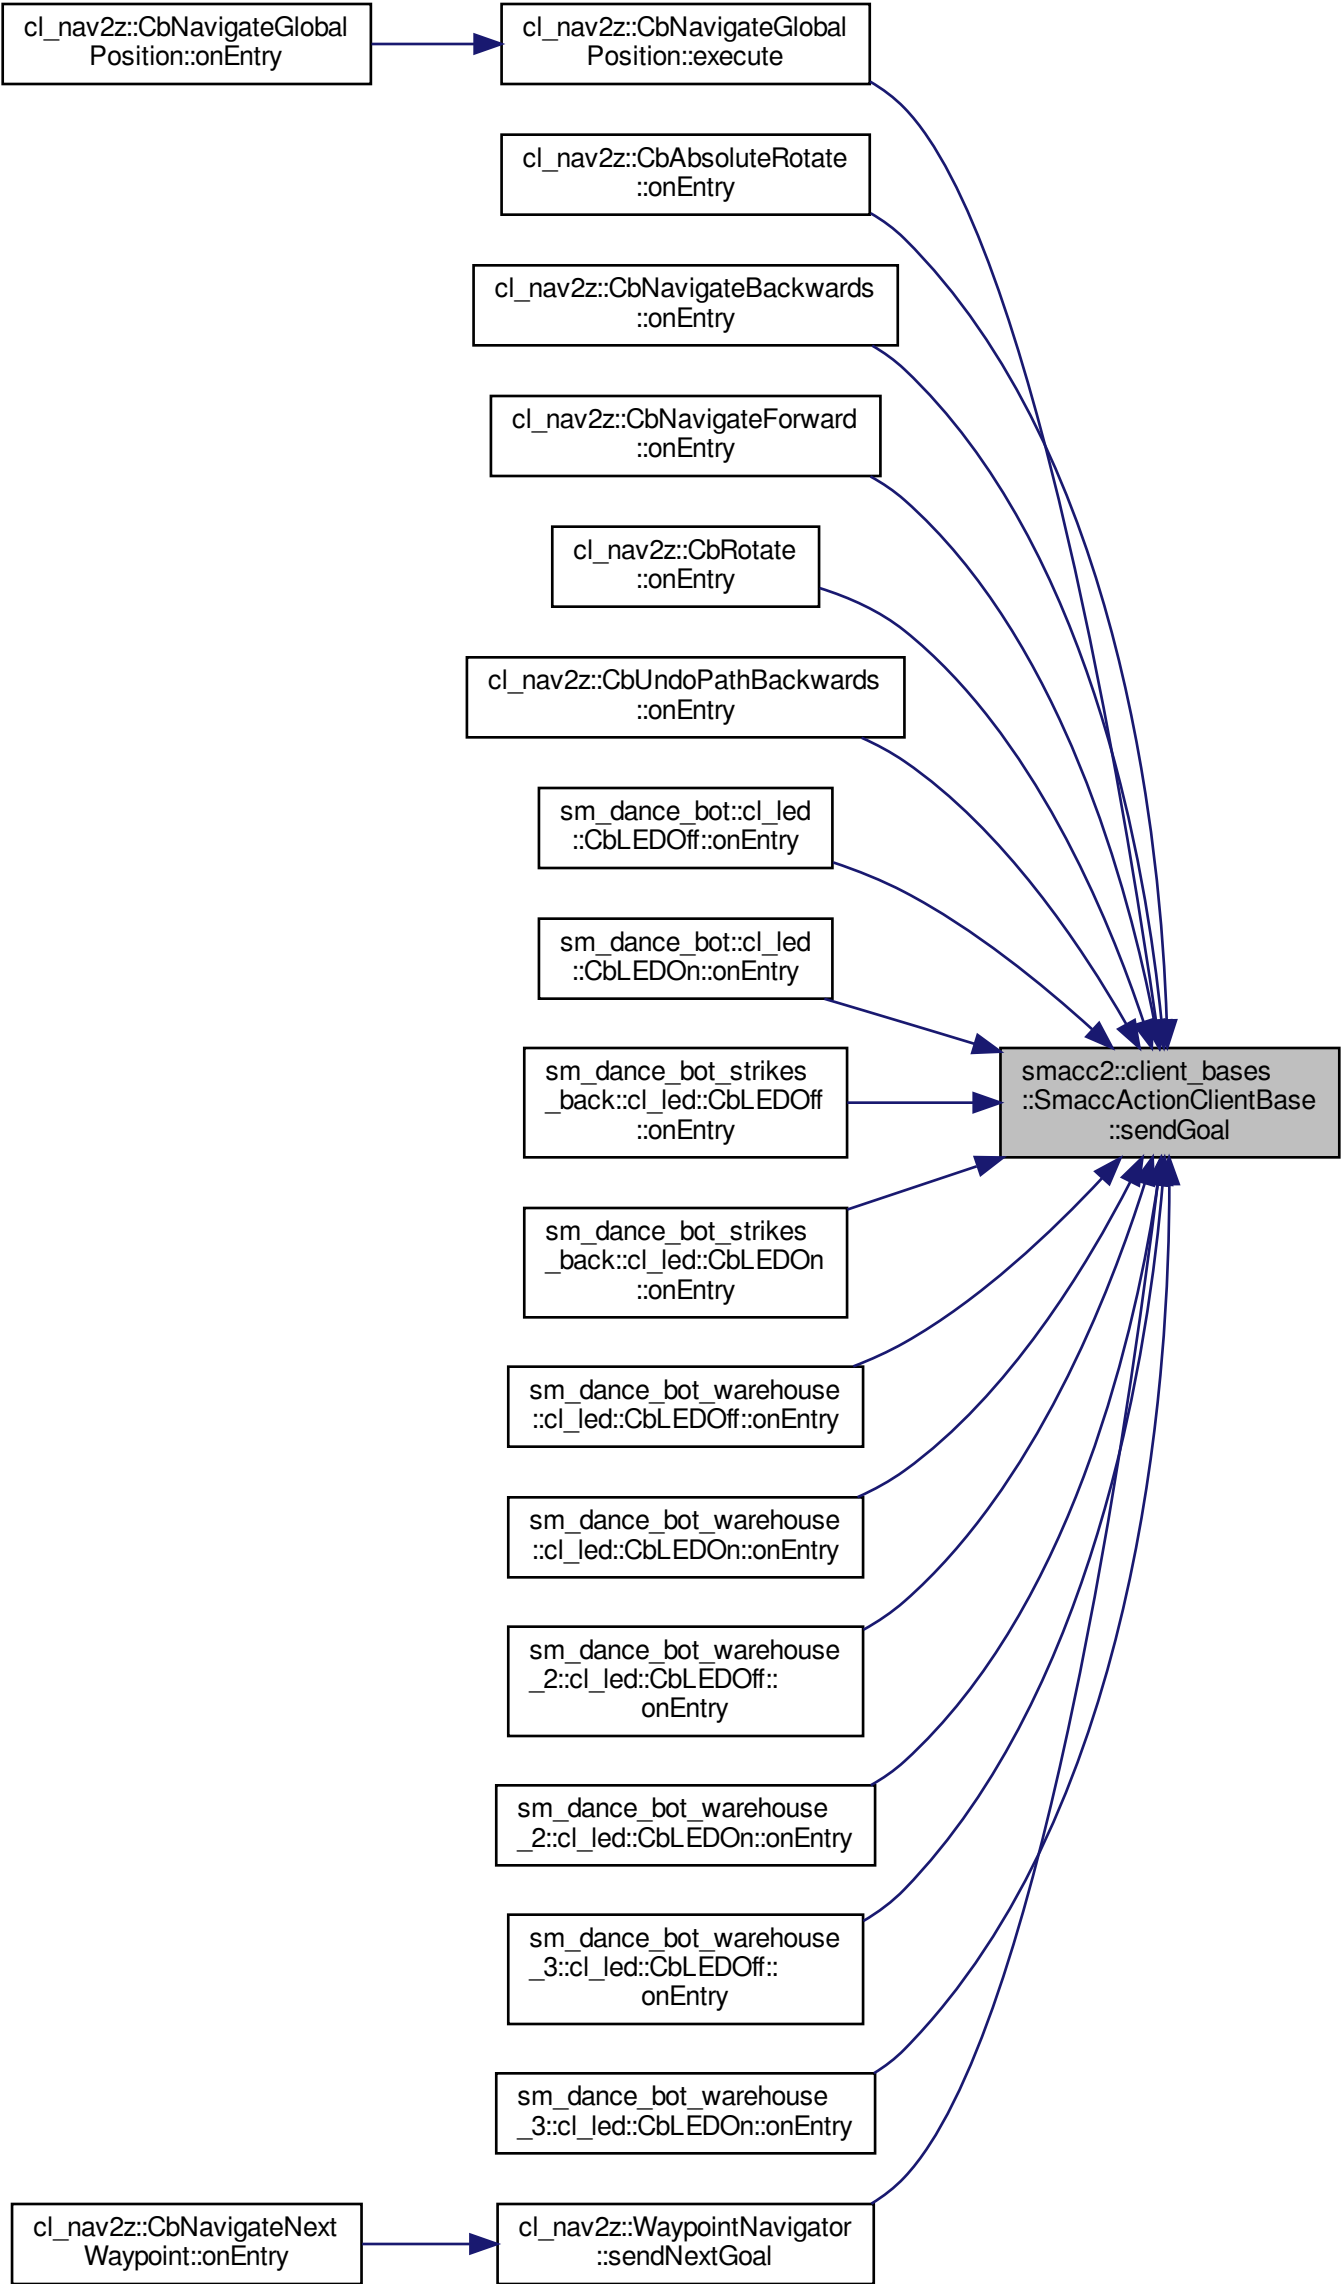 cl_nav2z::CbNavigateGlobal
Position::onEntry
cl_nav2z::CbNavigateGlobal
Position::execute
cl_nav2z::CbAbsoluteRotate
::onEntry
cl_nav2z::CbNavigateBackwards
::onEntry
cl_nav2z::CbNavigateForward
::onEntry
cl_nav2z::CbRotate
::onEntry
cl_nav2z::CbUndoPathBackwards
::onEntry
sm_dance_bot::cl_led
::CbLEDOff::onEntry
sm_dance_bot::cl_led
::CbLEDOn::onEntry
sm_dance_bot_strikes
_back::cl_led::CbLEDOff
::onEntry
smacc2::client_bases
::SmaccActionClientBase
::sendGoal
sm_dance_bot_strikes
_back::cl_led::CbLEDOn
::onEntry
sm_dance_bot_warehouse
::cl_led::CbLEDOff::onEntry
sm_dance_bot_warehouse
::cl_led::CbLEDOn::onEntry
sm_dance_bot_warehouse
_2::cl_led::CbLEDOff::
onEntry
sm_dance_bot_warehouse
_2::cl_led::CbLEDOn::onEntry
sm_dance_bot_warehouse
_3::cl_led::CbLEDOff::
onEntry
sm_dance_bot_warehouse
_3::cl_led::CbLEDOn::onEntry
cl_nav2z::CbNavigateNext
Waypoint::onEntry
cl_nav2z::WaypointNavigator
::sendNextGoal